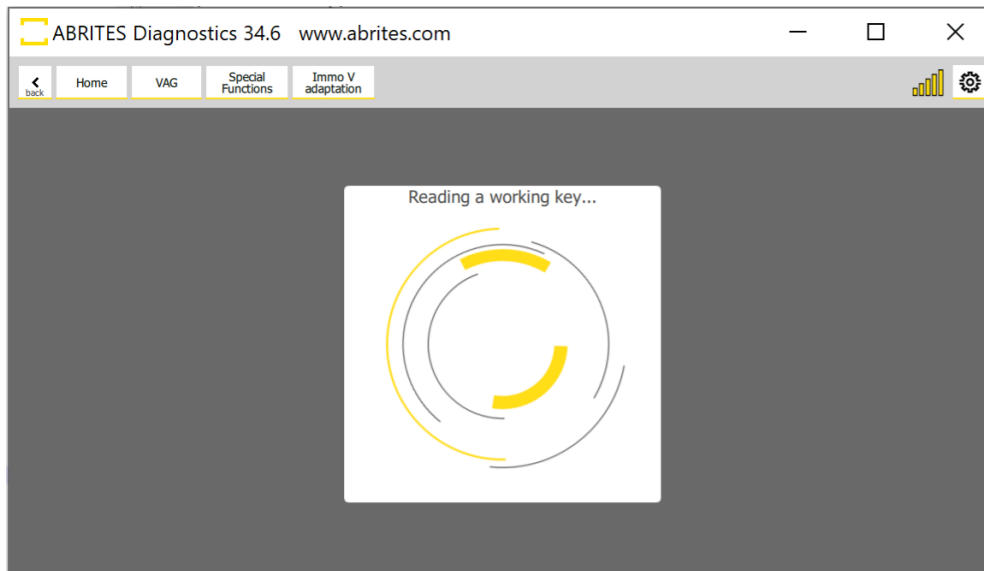 ABRITES Diagnostics 34.6 www.abrites.com
back
Home
VAG
Special
Functions
Immo V
adaptation
Reading a working key...